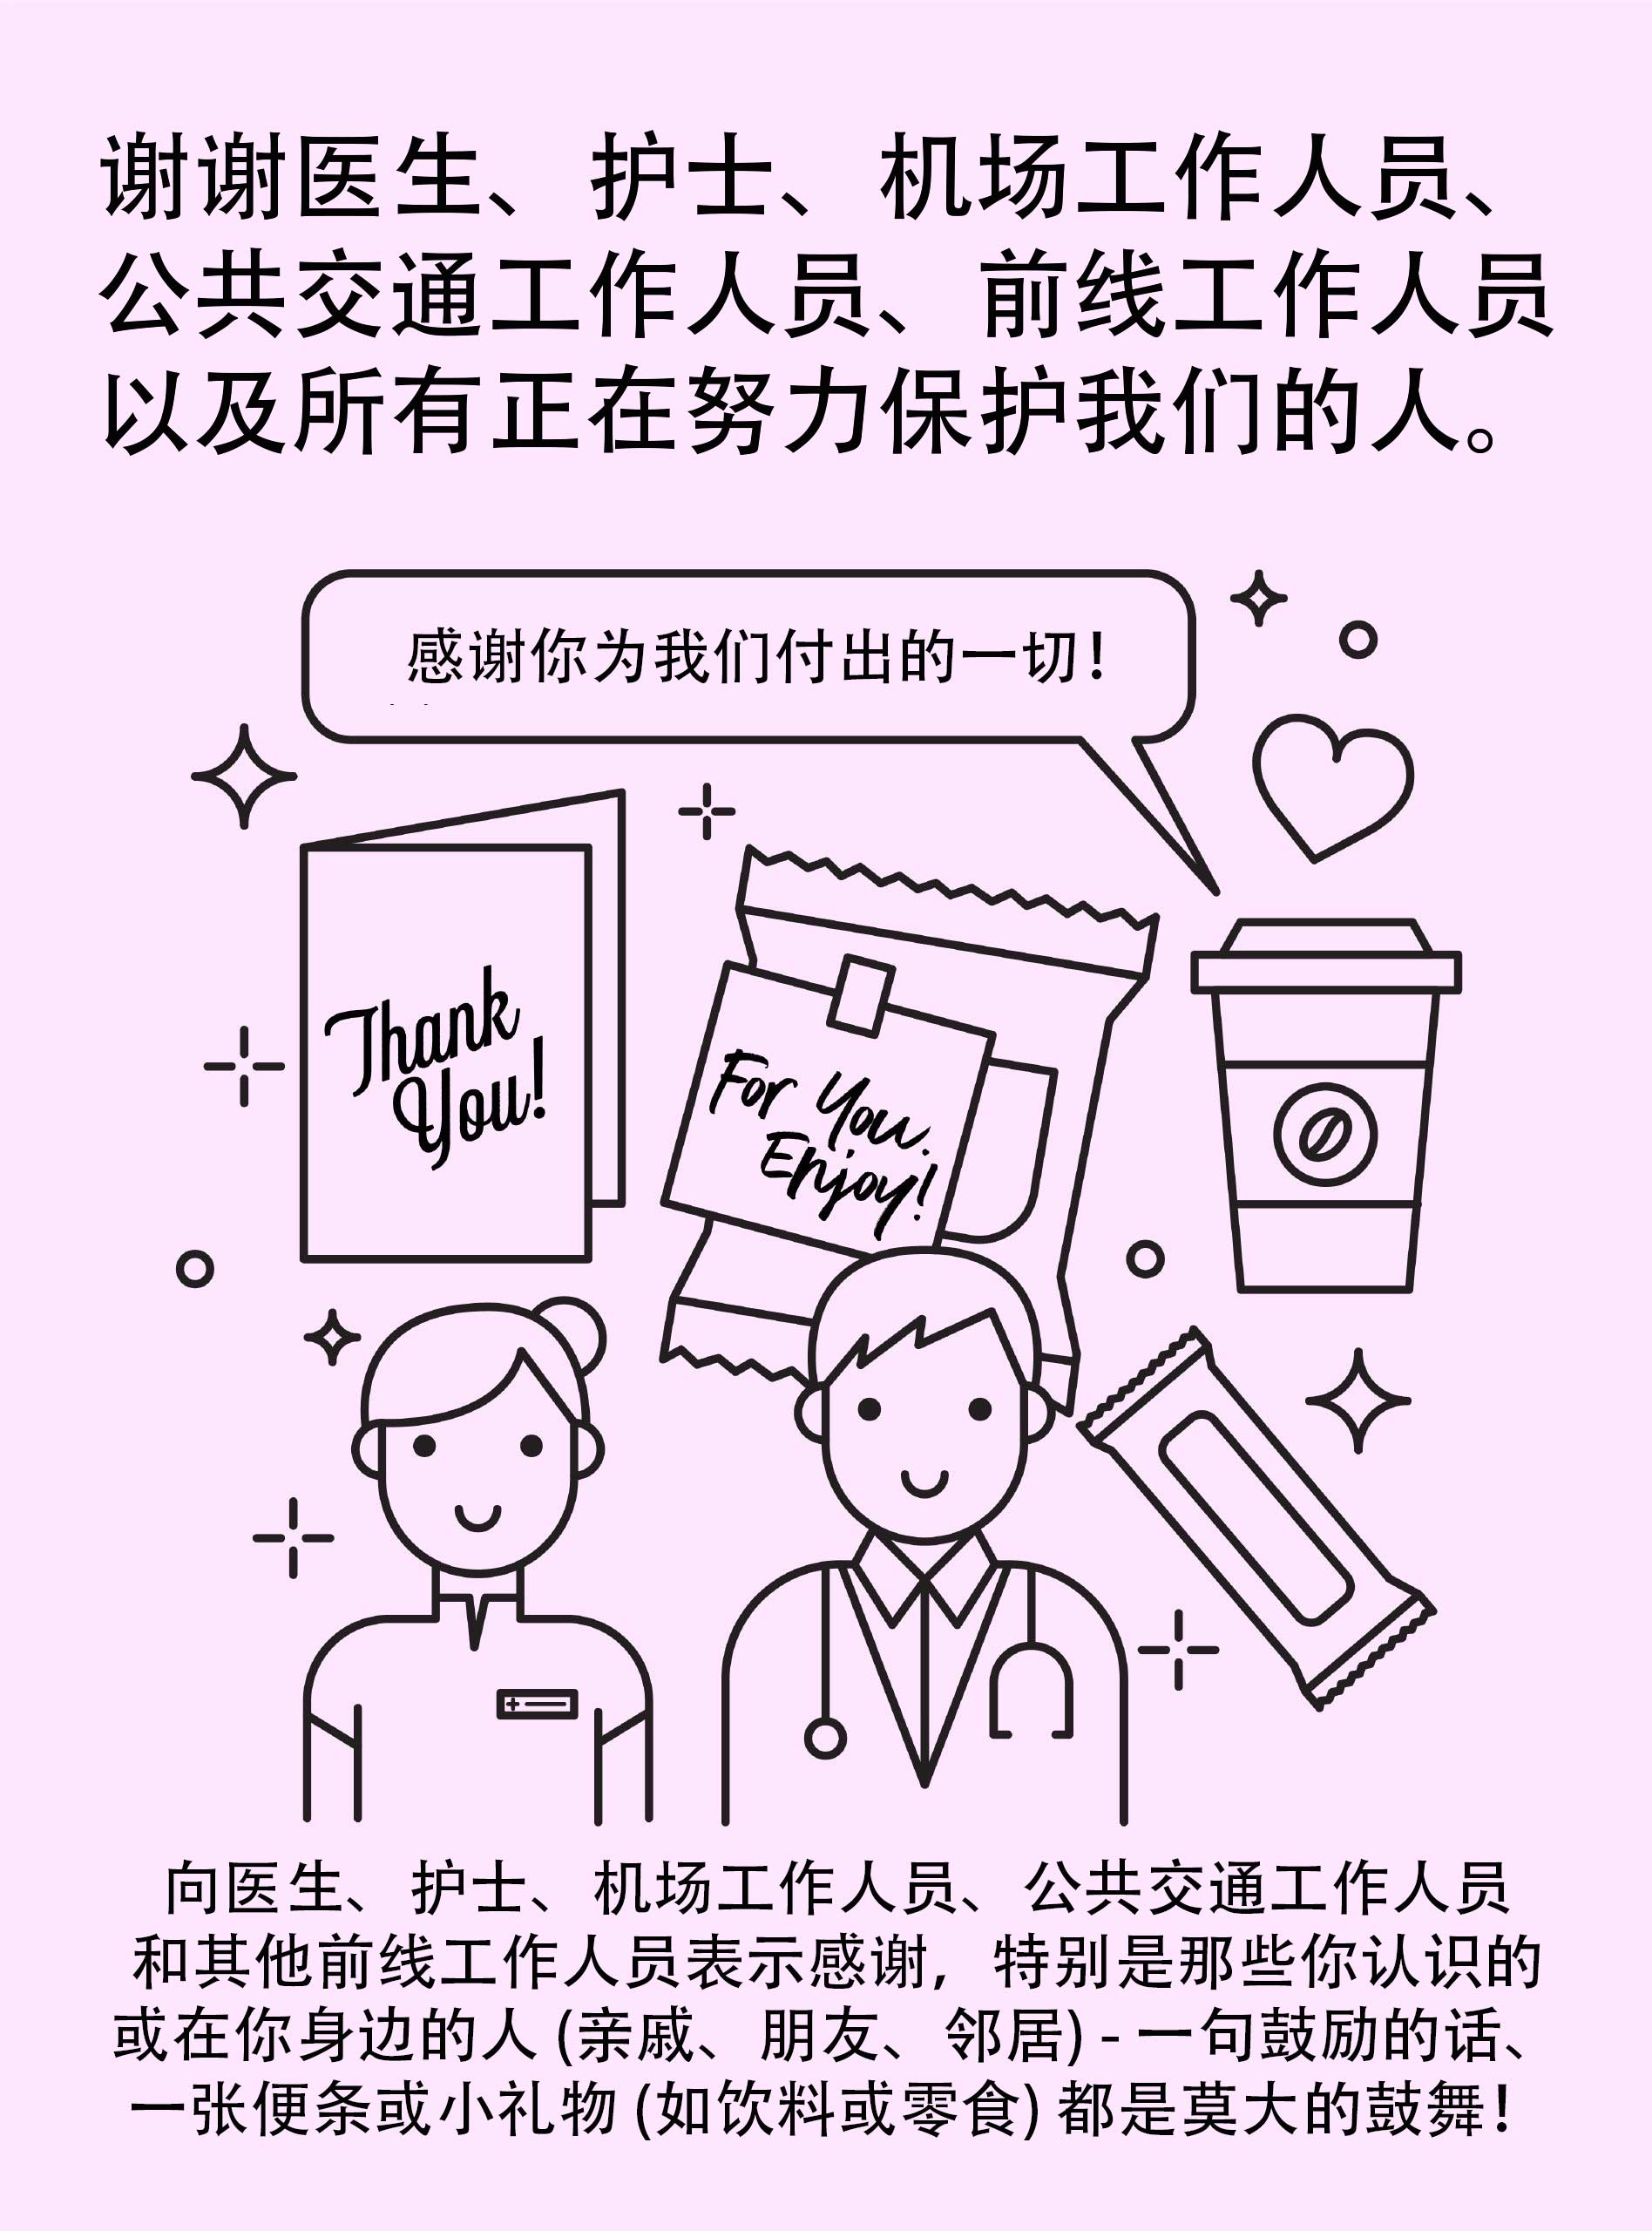 谢谢医生、护士、机场工作人员、
公共交通工作人员、前线工作人员
以及所有正在努力保护我们的人。
感谢你为我们付出的一切！
Thank
You!
For You.
Enjoy!
向医生、护士、机场工作人员、公共交通工作人员
和其他前线工作人员表示感谢，特别是那些你认识的
或在你身边的人 (亲戚、朋友、邻居) - 一句鼓励的话、
一张便条或小礼物 (如饮料或零食) 都是莫大的鼓舞！